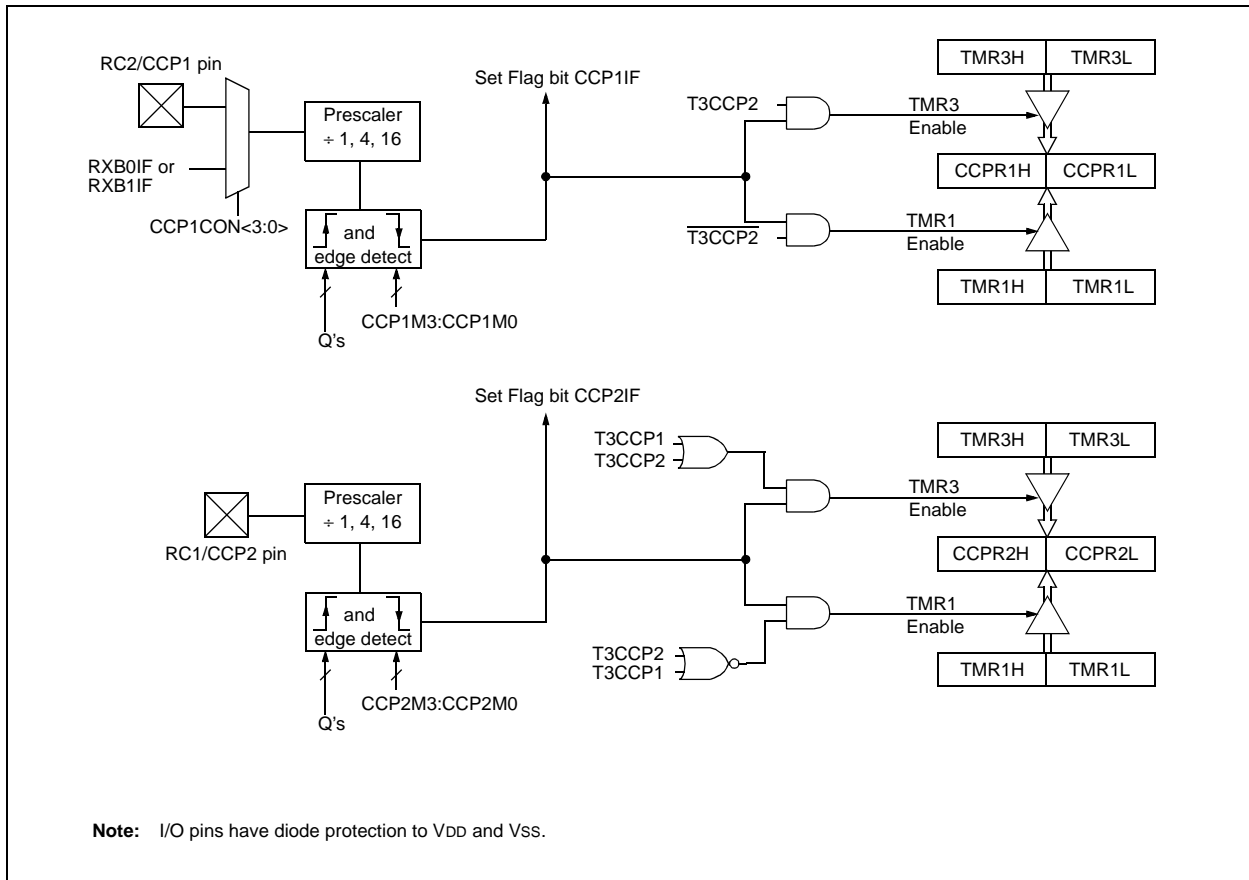 RC2/CCP1 pin
RXB0IF or
RXB1IF
CCP1CON<3:0>
Prescaler
÷ 1, 4, 16
and
edge detect
Q's
CCP1M3:CCP1M0
Set Flag bit CCP1IF
T3CCP2
T3CCP2
TMR3
Enable
TMR1
Enable
TMR3H TMR3L
CCPR1H CCPR1L
TMR1H TMR1L
RC1/CCP2 pin
Prescaler
÷ 1, 4, 16
and
edge detect
Q's
CCP2M3:CCP2M0
Set Flag bit CCP2IF
T3CCP1
T3CCP2
T3CCP2
T3CCP1
TMR3
Enable
TMR1
Enable
TMR3H TMR3L
CCPR2H CCPR2L
TMR1H TMR1L
Note: I/O pins have diode protection to VDD and VSS.